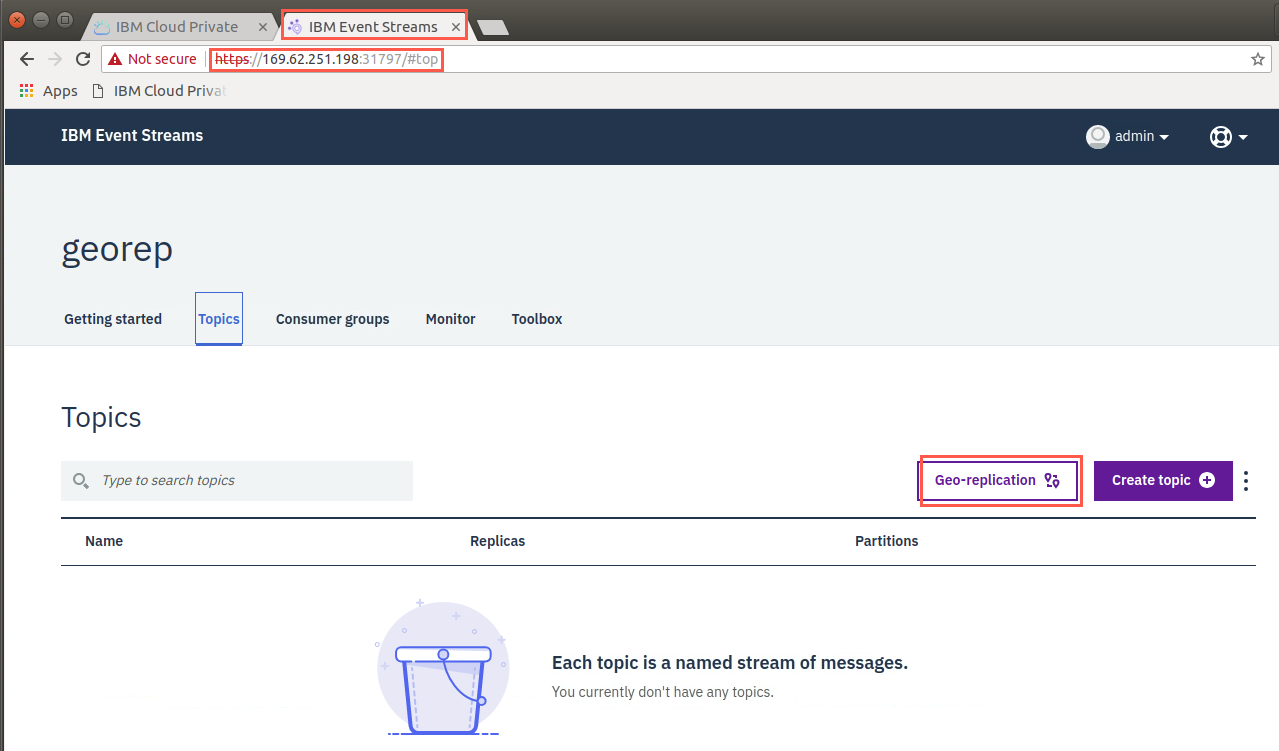 IBM Cloud Private
IBM Event Streams
Not secure https://169.62.251.198:31797/#top
Apps IBM Cloud Privat
IBM Event Streams admin
georep
Getting started Topics Consumer groups Monitor Toolbox
Topics
Type to search topics Geo-replication Create topic
Name Replicas Partitions
Each topic is a named stream of messages.
You currently don't have any topics.